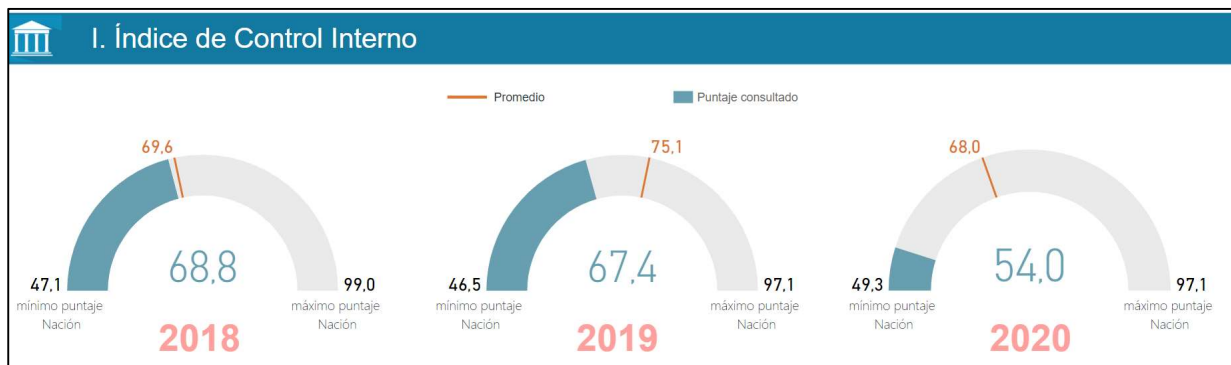 I. Índice de Control Interno
Promedio
Puntaje consultado
69,6
68,8
47,1
mínimo puntaje
Nación
99,0
máximo puntaje
Nación
2018
75,1
67,4
46,5
mínimo puntaje
Nación
97,1
máximo puntaje
Nación
2019
68,0
54,0
49,3
mínimo puntaje
Nación
97,1
máximo puntaje
Nación
2020